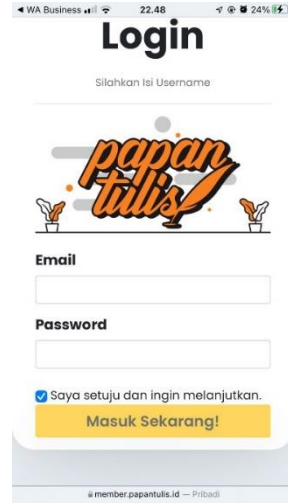 WA Business
22.48
24%
Login
Silahkan Isi Username
papan
tulis
Email
Password
Saya setuju dan ingin melanjutkan.
Masuk Sekarang!
member.papantulis.id — Pribadi